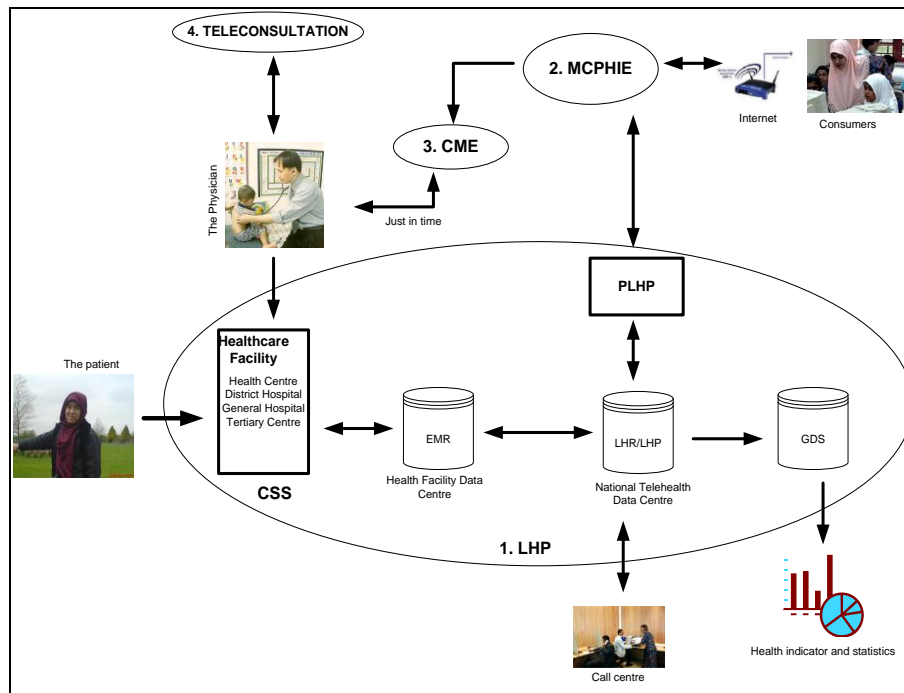 4. TELECONSULTATION
2. MCPHIE
Internet
Consumers
3. CME
The Physician
Just in time
PLHP
Healthcare
Facility
Health Centre
District Hospital
General Hospital
Tertiary Centre
The patient
CSS
EMR
Health Facility Data
Centre
LHR/LHP
National Telehealth
Data Centre
GDS
1. LHP
Call centre
Health indicator and statistics